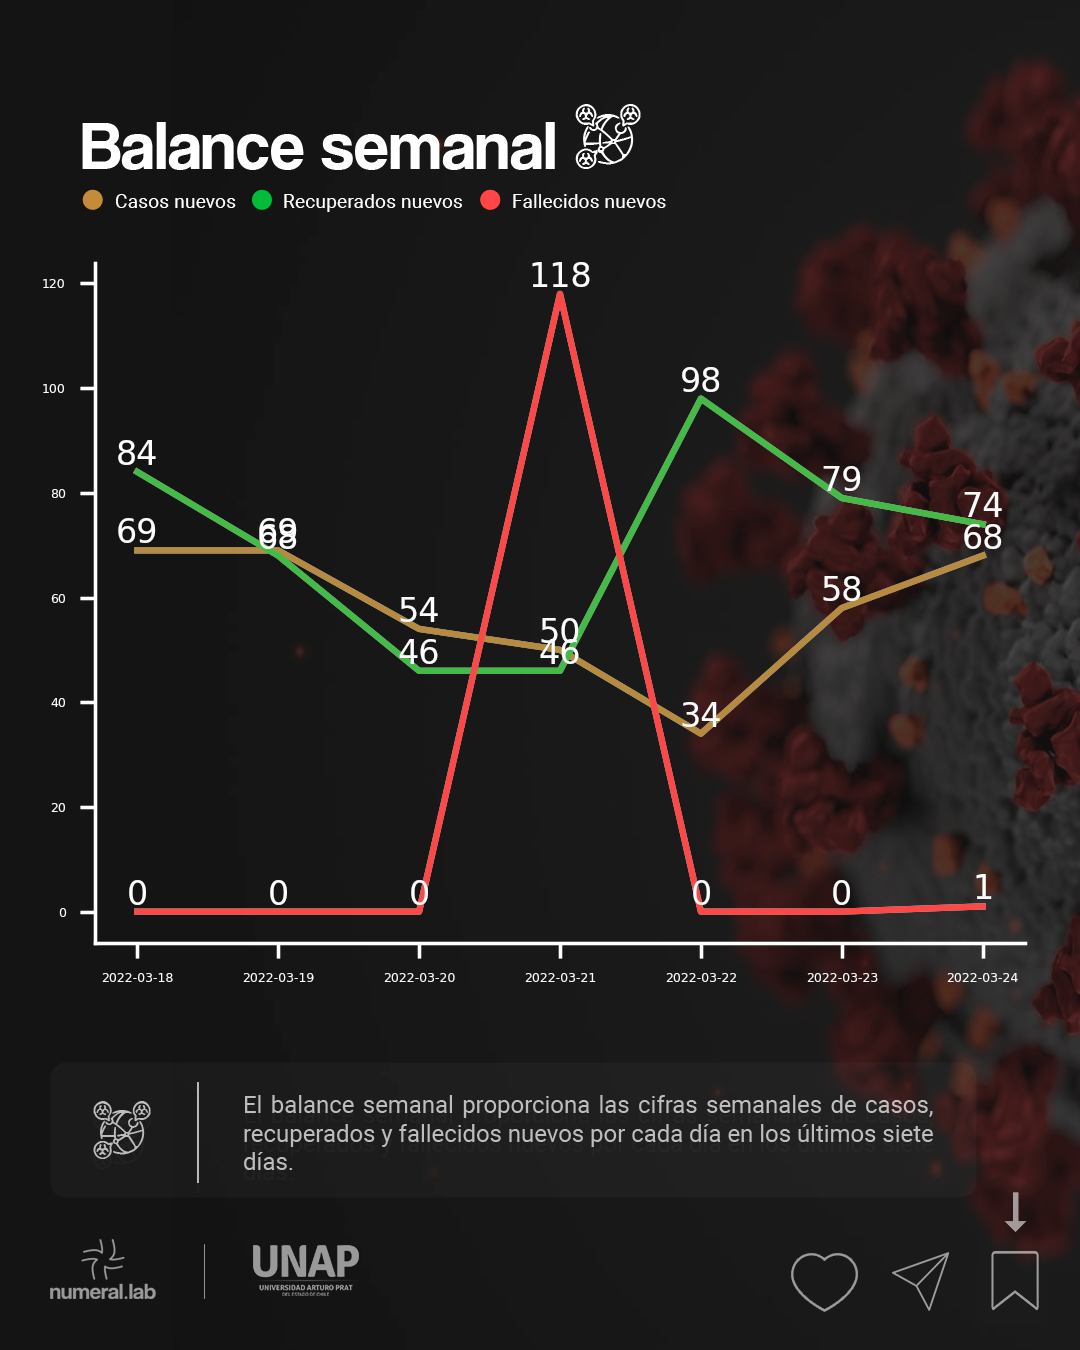 Balance semanal
Casos nuevos Recuperados nuevos Fallecidos nuevos
120
100
80
60
40
20
0
118
98
84
79
74
69
69
68
68
58
54
50
46
46
34
0
0
0
0
0
1
2022-03-18 2022-03-19 2022-03-20 2022-03-21 2022-03-22 2022-03-23 2022-03-24
El balance semanal proporciona las cifras semanales de casos,
recuperados y fallecidos nuevos por cada día en los últimos siete
días.
numeral.lab
UNAP
UNIVERSIDAD ARTURO PRAT
DEL ESTADO DE CHILE